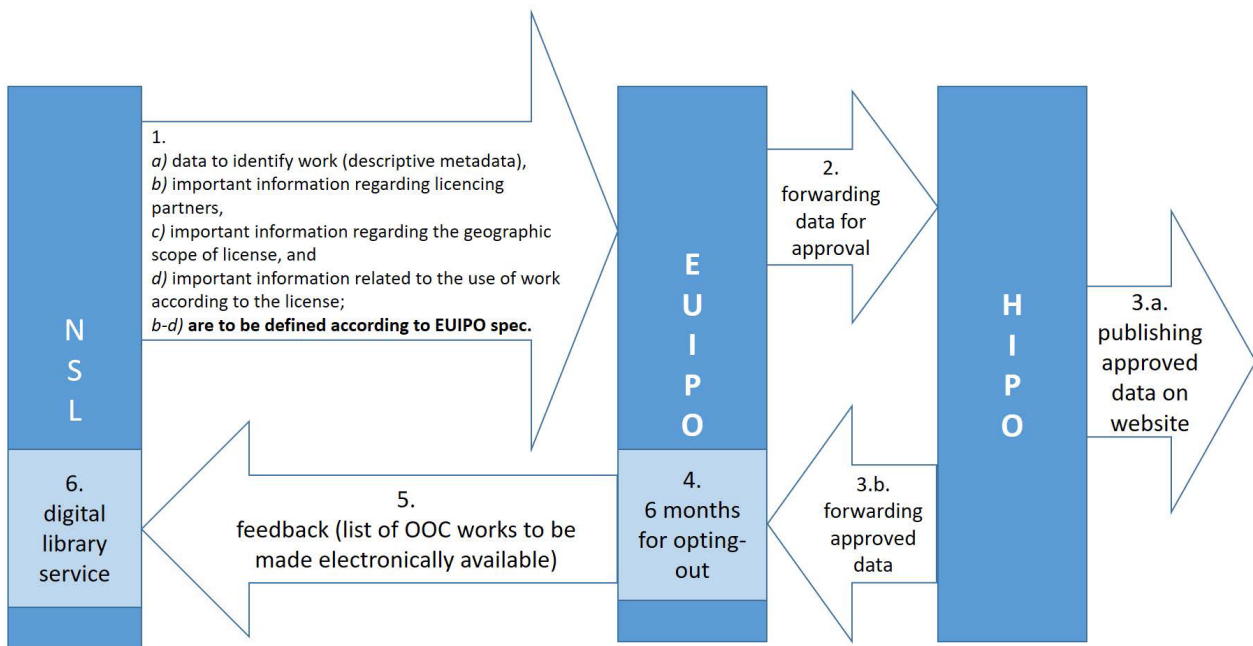 NSL
1.
a) data to identify work (descriptive metadata),
b) important information regarding licencing
partners,
c) important information regarding the geographic
scope of license, and
d) important information related to the use of work
according to the license;
b-d) are to be defined according to EUIPO spec.
EUIPO
2.
forwarding
data for
approval
HIPO
3.a.
publishing
approved
data on
website
3.b.
forwarding
approved
data
4.
6 months
for opting-
out
5.
feedback (list of OOC works to be
made electronically available)
6.
digital
library
service